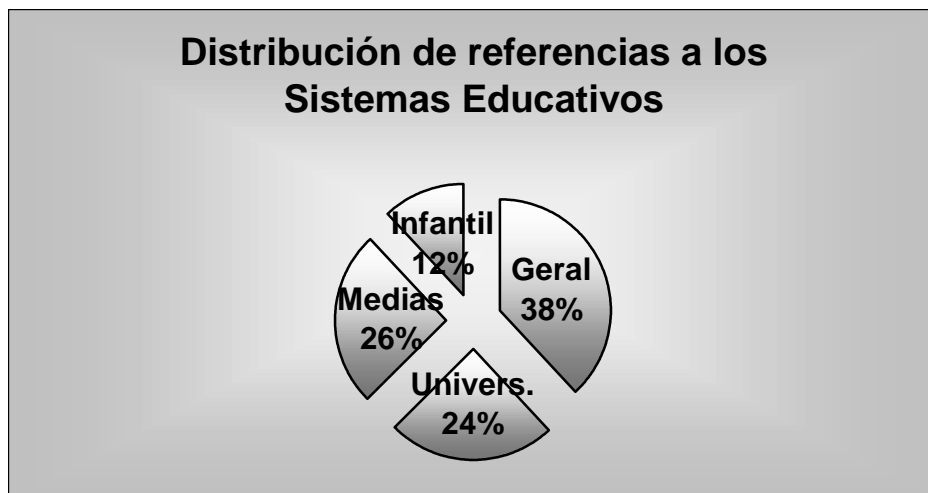 Distribución de referencias a los
Sistemas Educativos
Infantil
12%
Geral
38%
Medias
26%
Univers.
24%